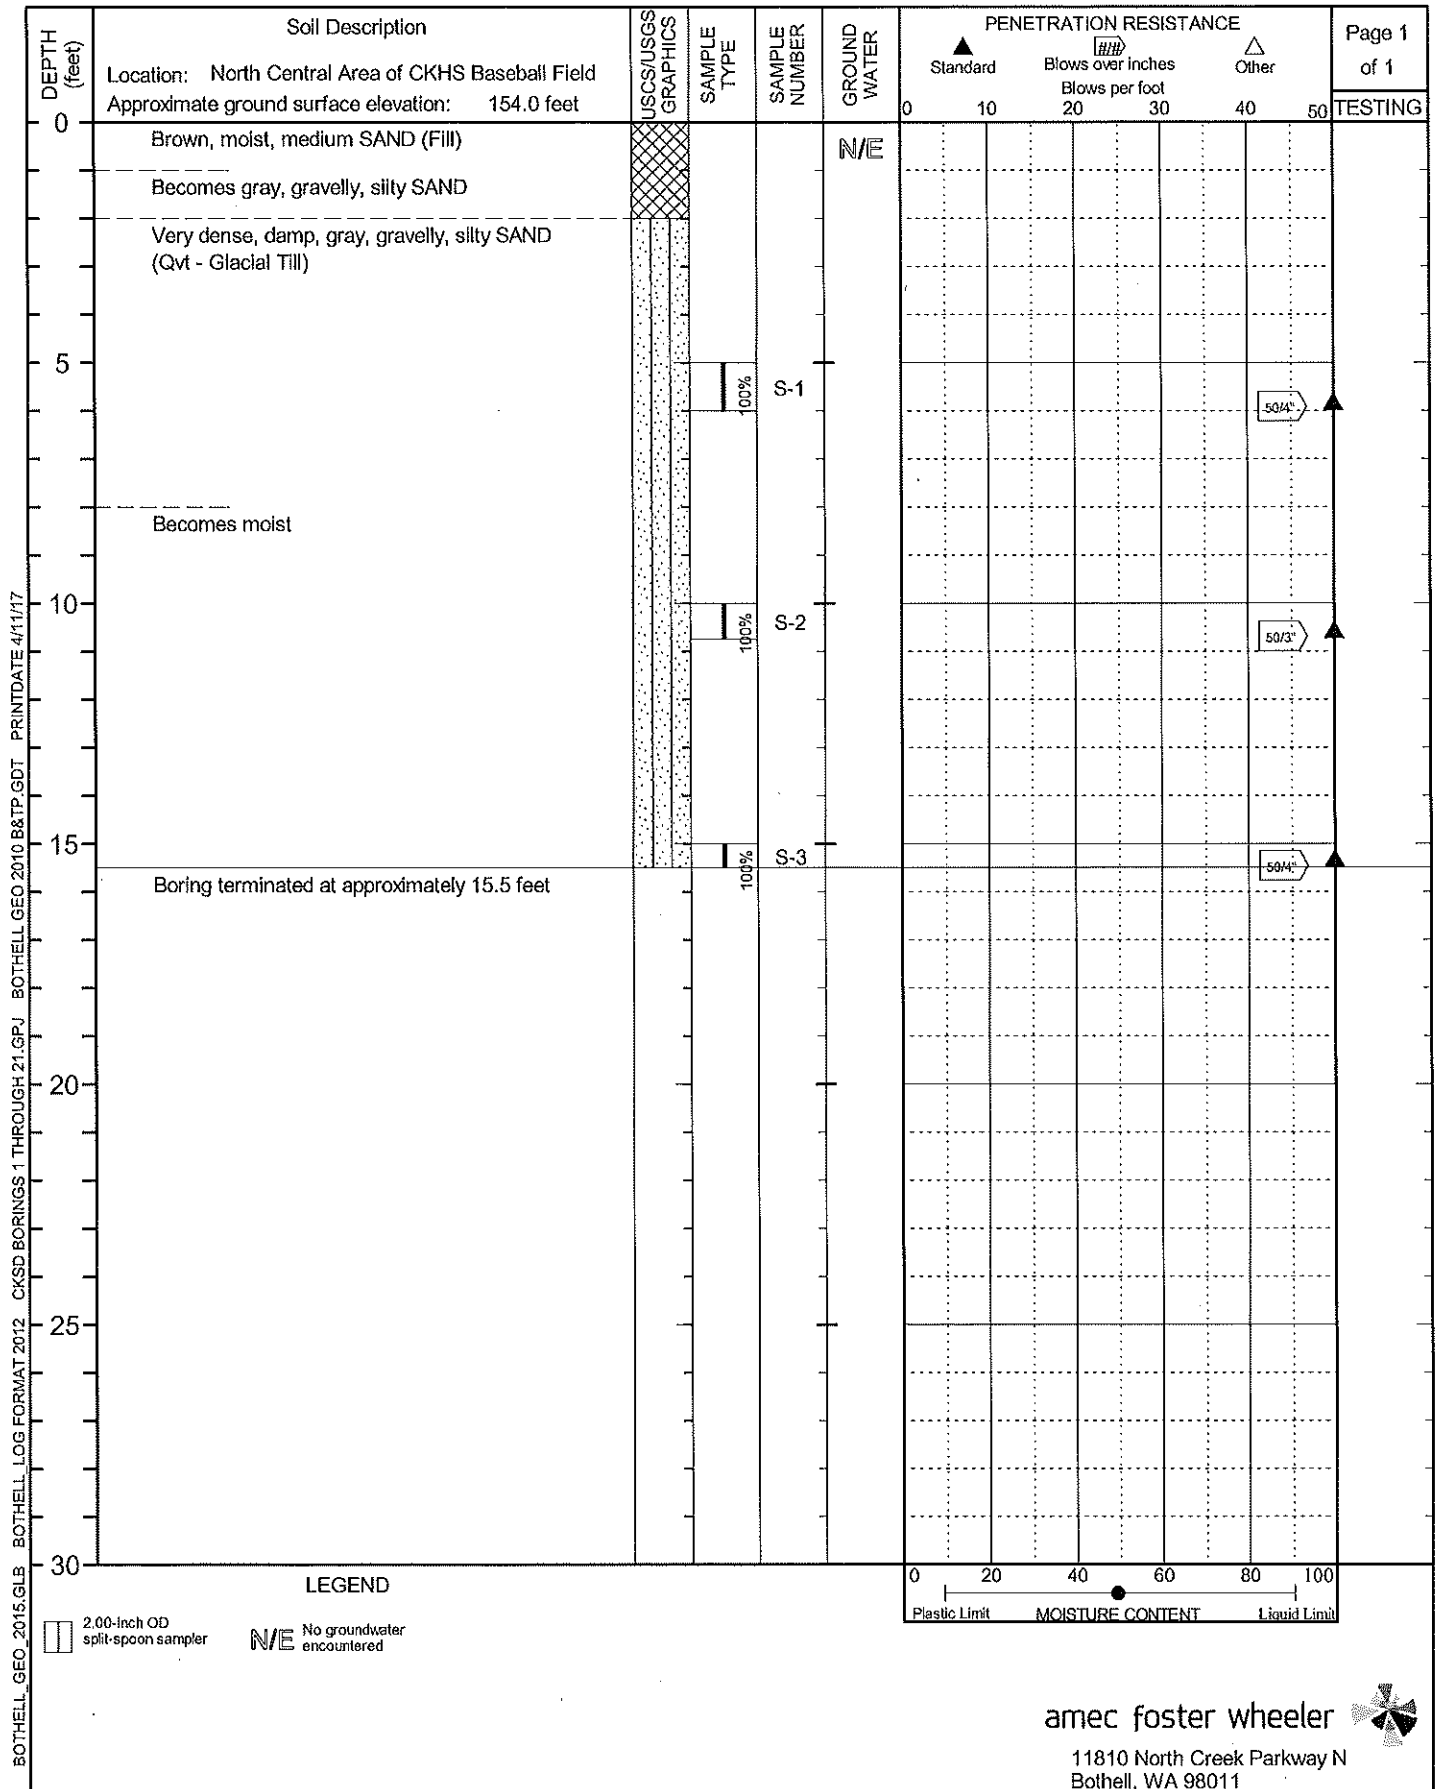 DEPTH
(feet)
Soil Description
Location: North Central Area of CKHS Baseball Field
Approximate ground surface elevation: 154.0 feet
USCS/USGS
GRAPHICS
SAMPLE
TYPE
SAMPLE
NUMBER
GROUND
WATER
PENETRATION RESISTANCE
Standard
##/#
Blows over inches
Other
Blows per foot
0 10 20 30 40 50
Page 1
of 1
TESTING
0
Brown, moist, medium SAND (Fill)
N/E
Becomes gray, gravelly, silty SAND
Very dense, damp, gray, gravelly, silty SAND
(Qvt - Glacial Till)
5
100%
S-1
50/4"
Becomes moist
10
100%
S-2
50/3"
15
100%
S-3
50/4"
Boring terminated at approximately 15.5 feet
20
25
30
0 20 40 60 80 100
Plastic Limit MOISTURE CONTENT Liquid Limit
LEGEND
2.00-inch OD
split-spoon sampler
N/E No groundwater
encountered
BOTHELL_GEO_2015.GLB BOTHELL_LOG FORMAT 2012 CKSD BORINGS 1 THROUGH 21.GPJ BOTHELL GEO 2010 B&TP.GDT PRINTDATE 4/11/17
amec foster wheeler
11810 North Creek Parkway N
Bothell, WA 98011